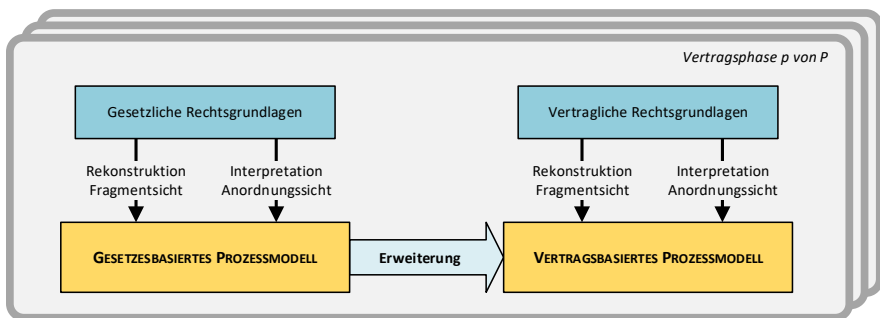 Vertragsphase p von P
Gesetzliche Rechtsgrundlagen
Vertragliche Rechtsgrundlagen
Rekonstruktion
Fragmentsicht
Interpretation
Anordnungssicht
Rekonstruktion
Fragmentsicht
Interpretation
Anordnungssicht
GESETZESBASIERTES PROZESSMODELL
Erweiterung
VERTRAGSBASIERTES PROZESSMODELL